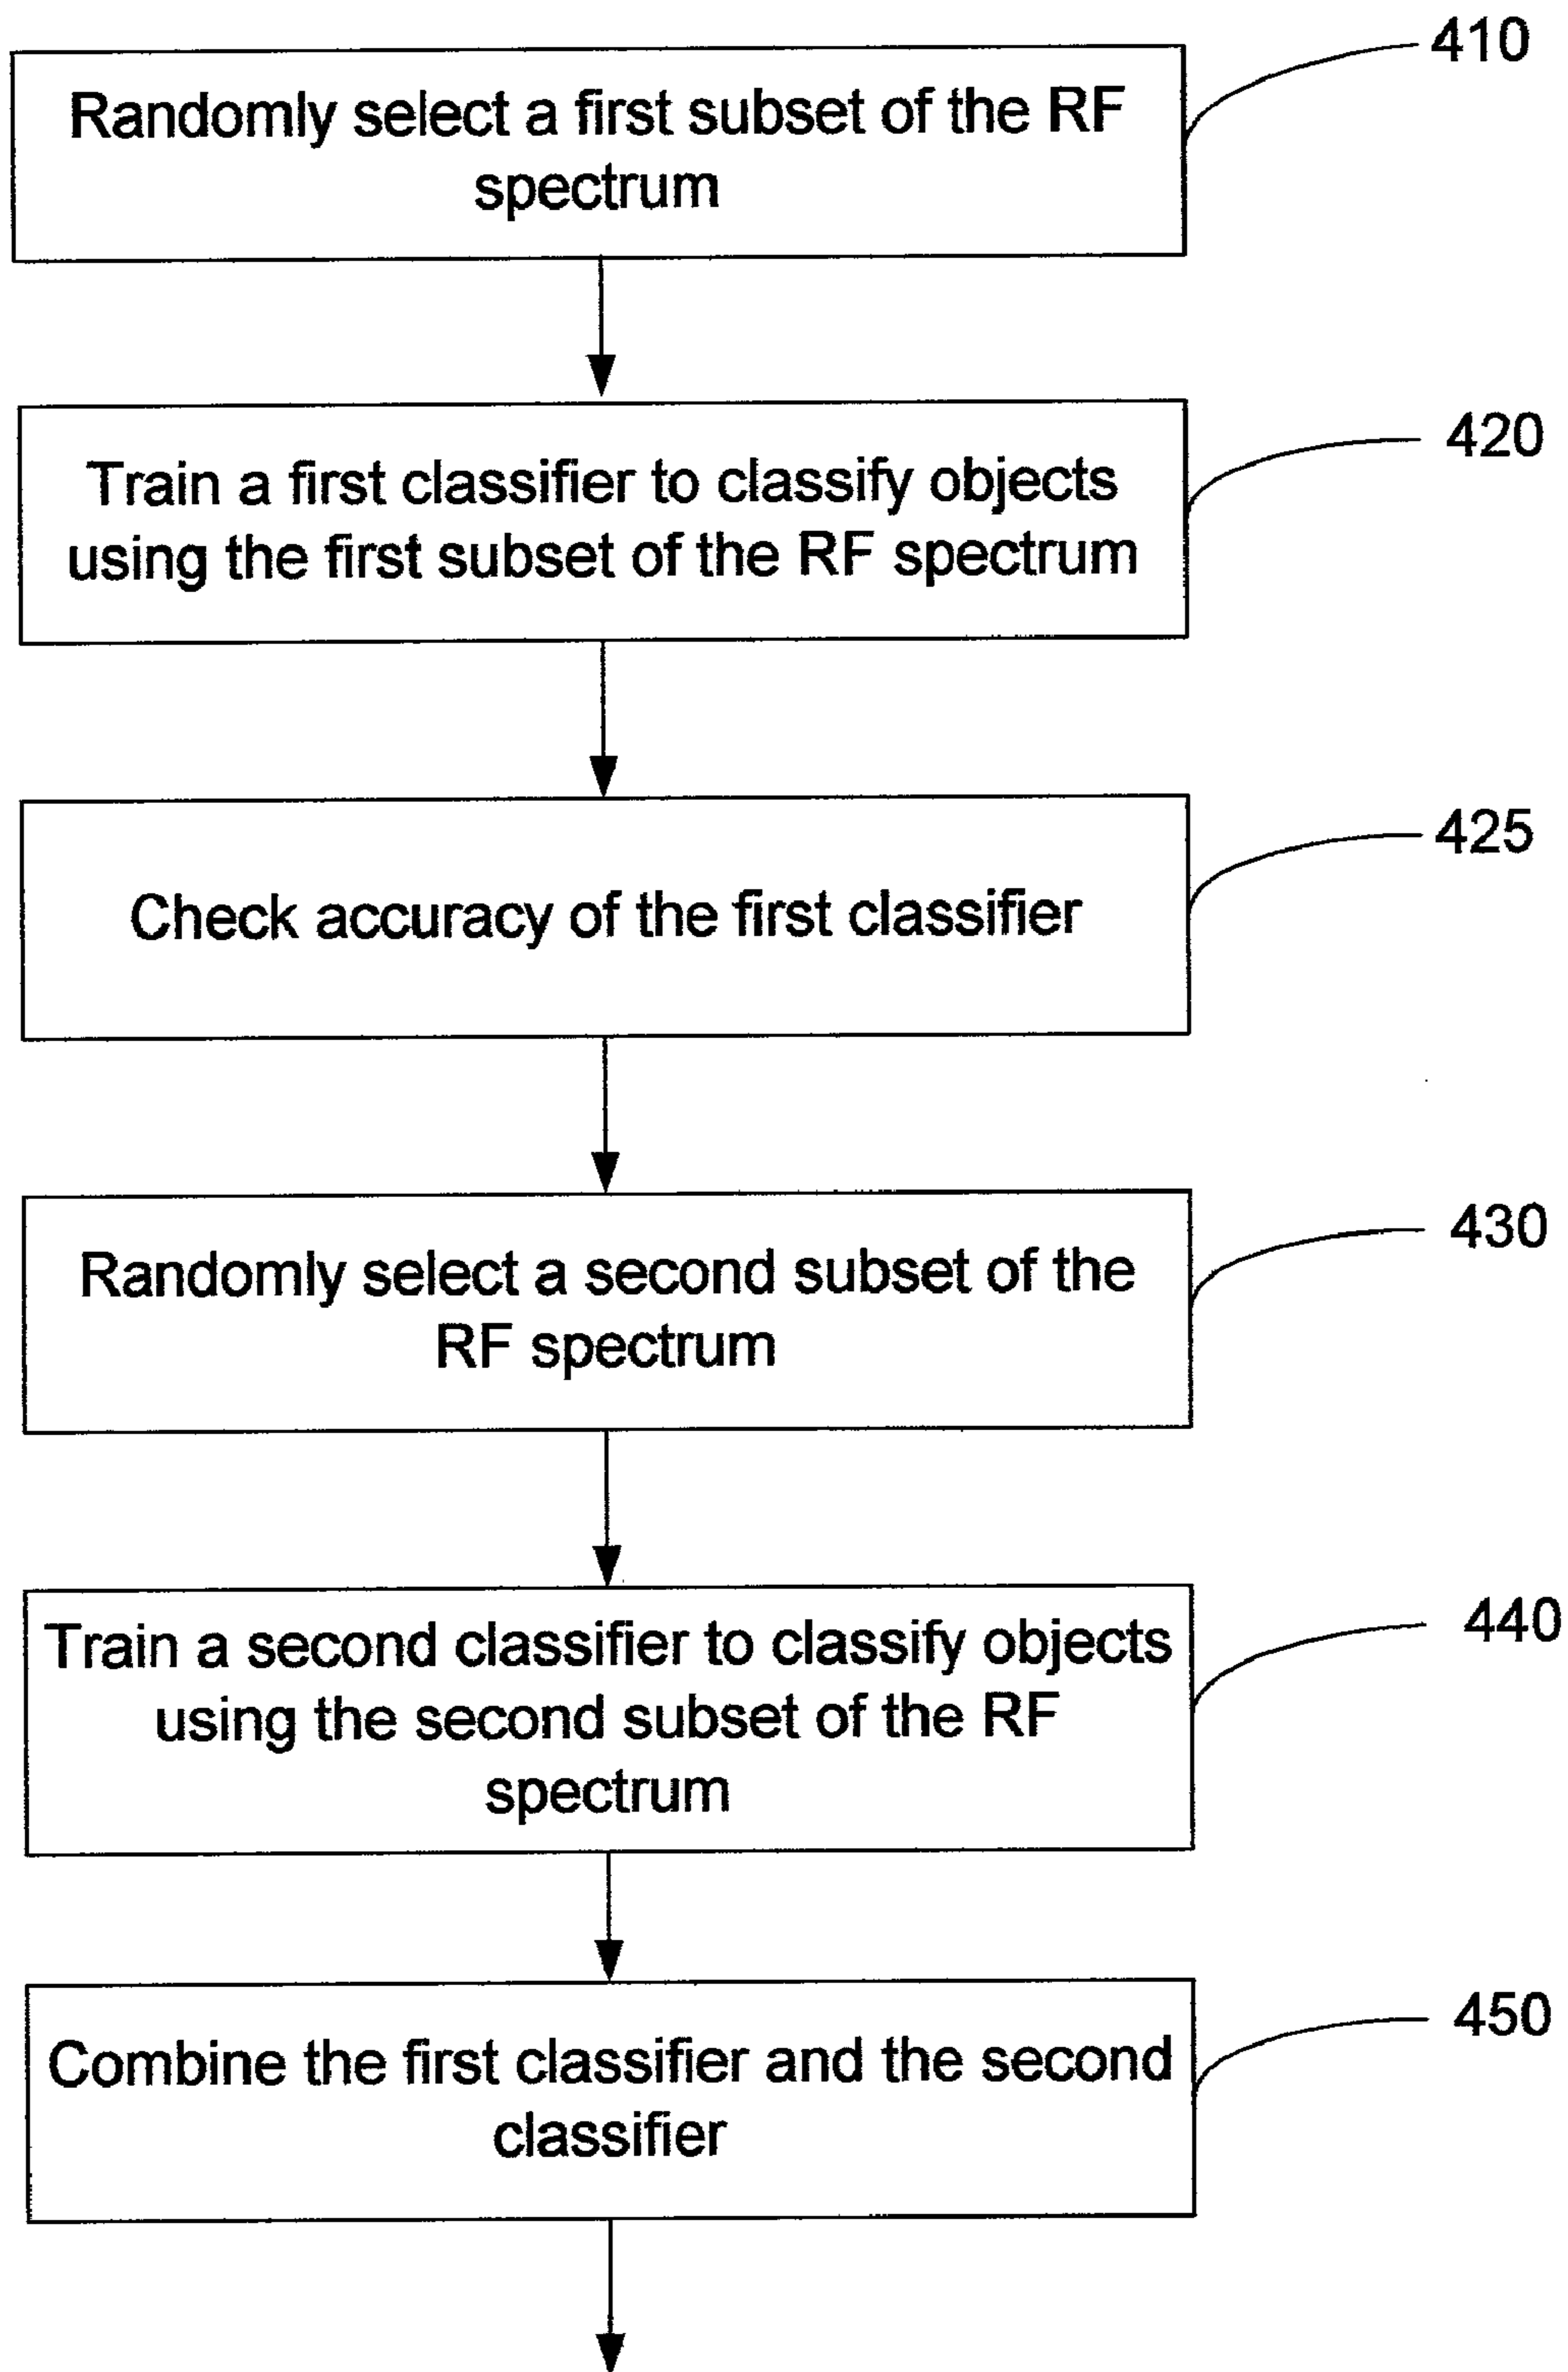 410
Randomly select a first subset of the RF
spectrum
420
Train a first classifier to classify objects
using the first subset of the RF spectrum
425
Check accuracy of the first classifier
430
Randomly select a second subset of the
RF spectrum
440
Train a second classifier to classify objects
using the second subset of the RF
spectrum
450
Combine the first classifier and the second
classifier